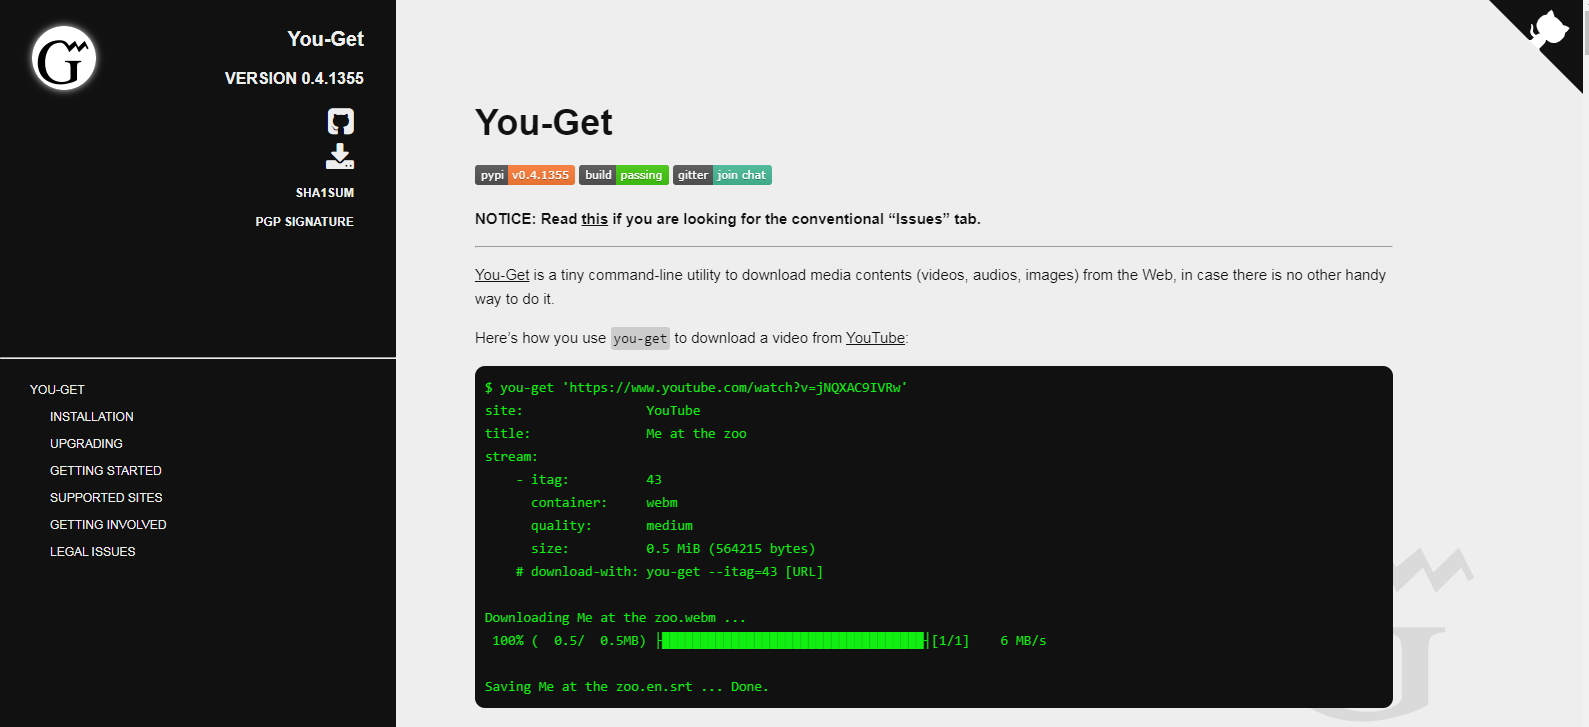 G
You-Get
VERSION 0.4.1355
SHA1SUM
PGP SIGNATURE
YOU-GET
INSTALLATION
UPGRADING
GETTING STARTED
SUPPORTED SITES
GETTING INVOLVED
LEGAL ISSUES
You-Get
pypi v0.4.1355 build passing gitter join chat
NOTICE: Read this if you are looking for the conventional “Issues” tab.
You-Get is a tiny command-line utility to download media contents (videos, audios, images) from the Web, in case there is no other handy
way to do it.
Here’s how you use you-get to download a video from YouTube:
$ you-get 'https://www.youtube.com/watch?v=jNQXAC9IVRw'
site: YouTube
title: Me at the zoo
stream:
- itag: 43
container: webm
quality: medium
size: 0.5 MiB (564215 bytes)
# download-with: you-get --itag=43 [URL]
Downloading Me at the zoo.webm ...
100% ( 0.5/ 0.5MB) ├██████████████████████████████████┤[1/1] 6 MB/s
Saving Me at the zoo.en.srt ... Done.
G